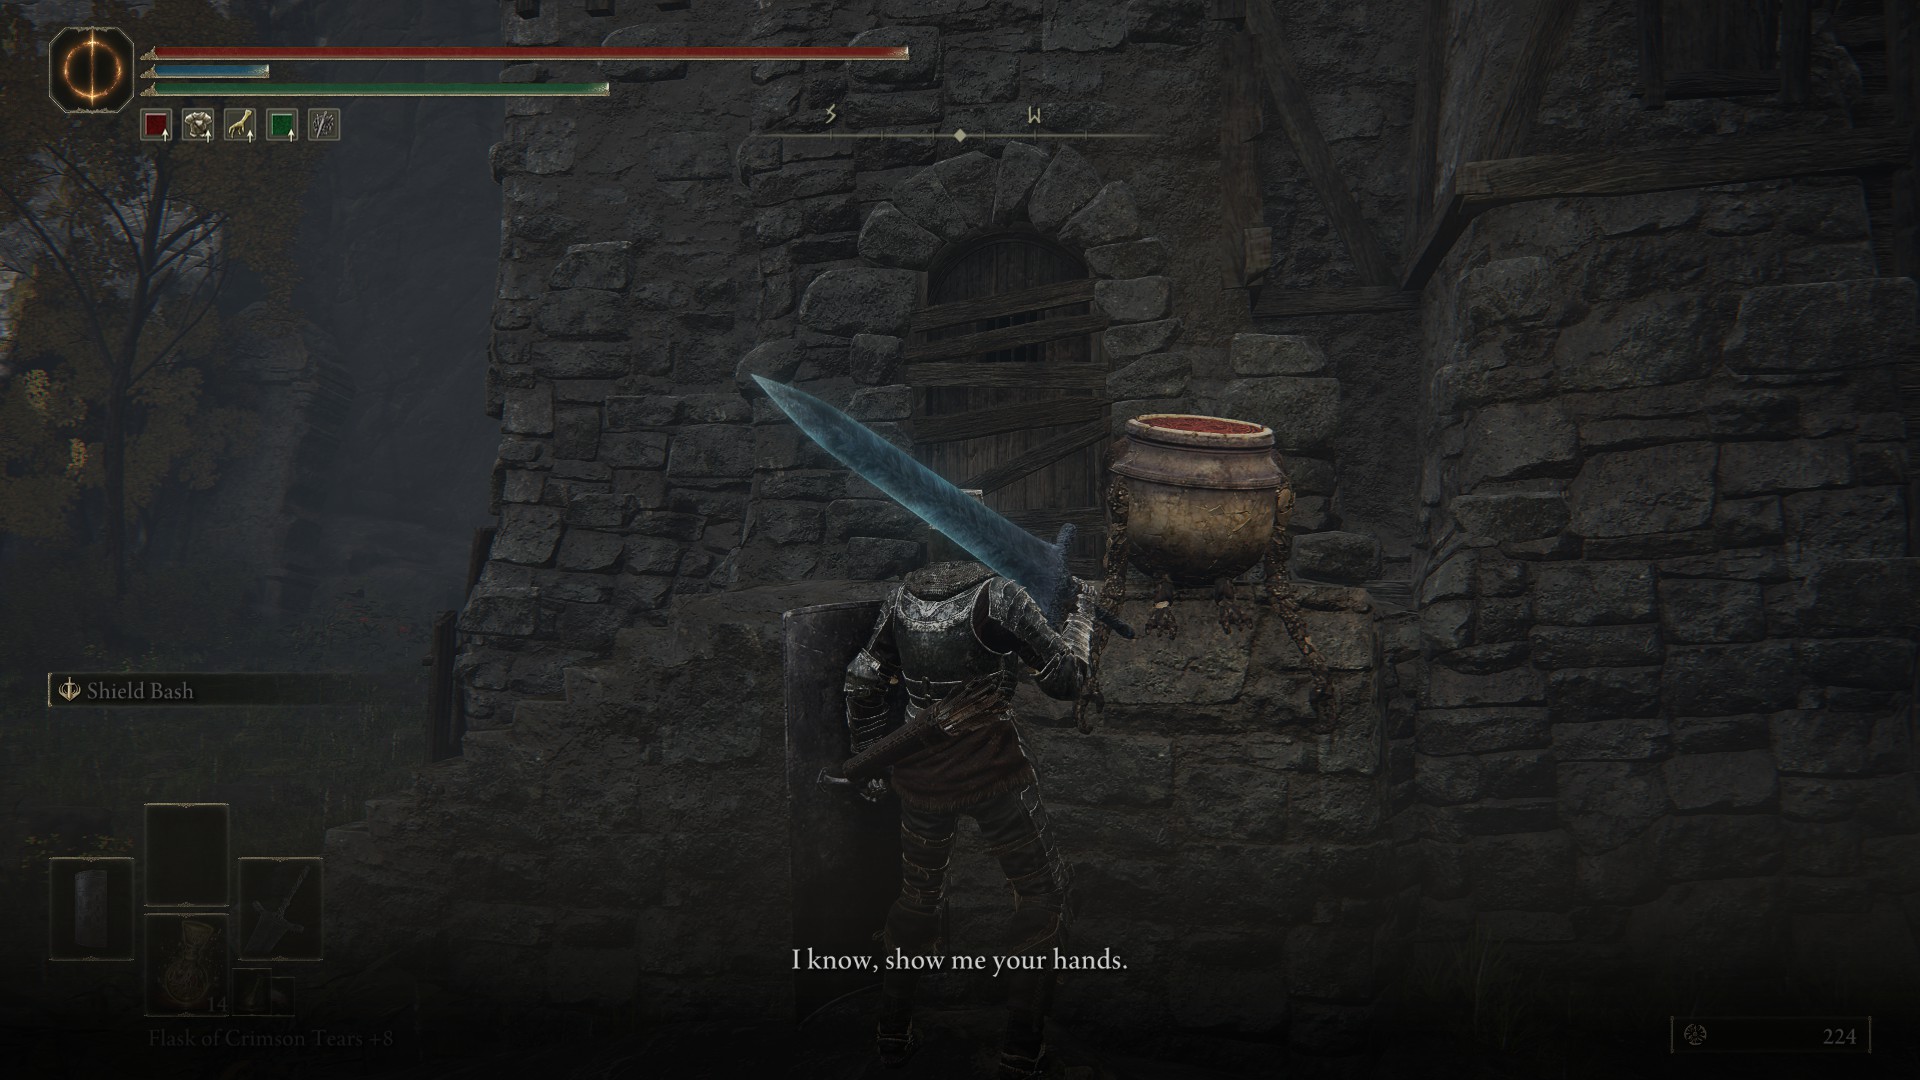 S
W
Shield Bash
I know, show me your hands.
14
Flask of Crimson Tears +8
224